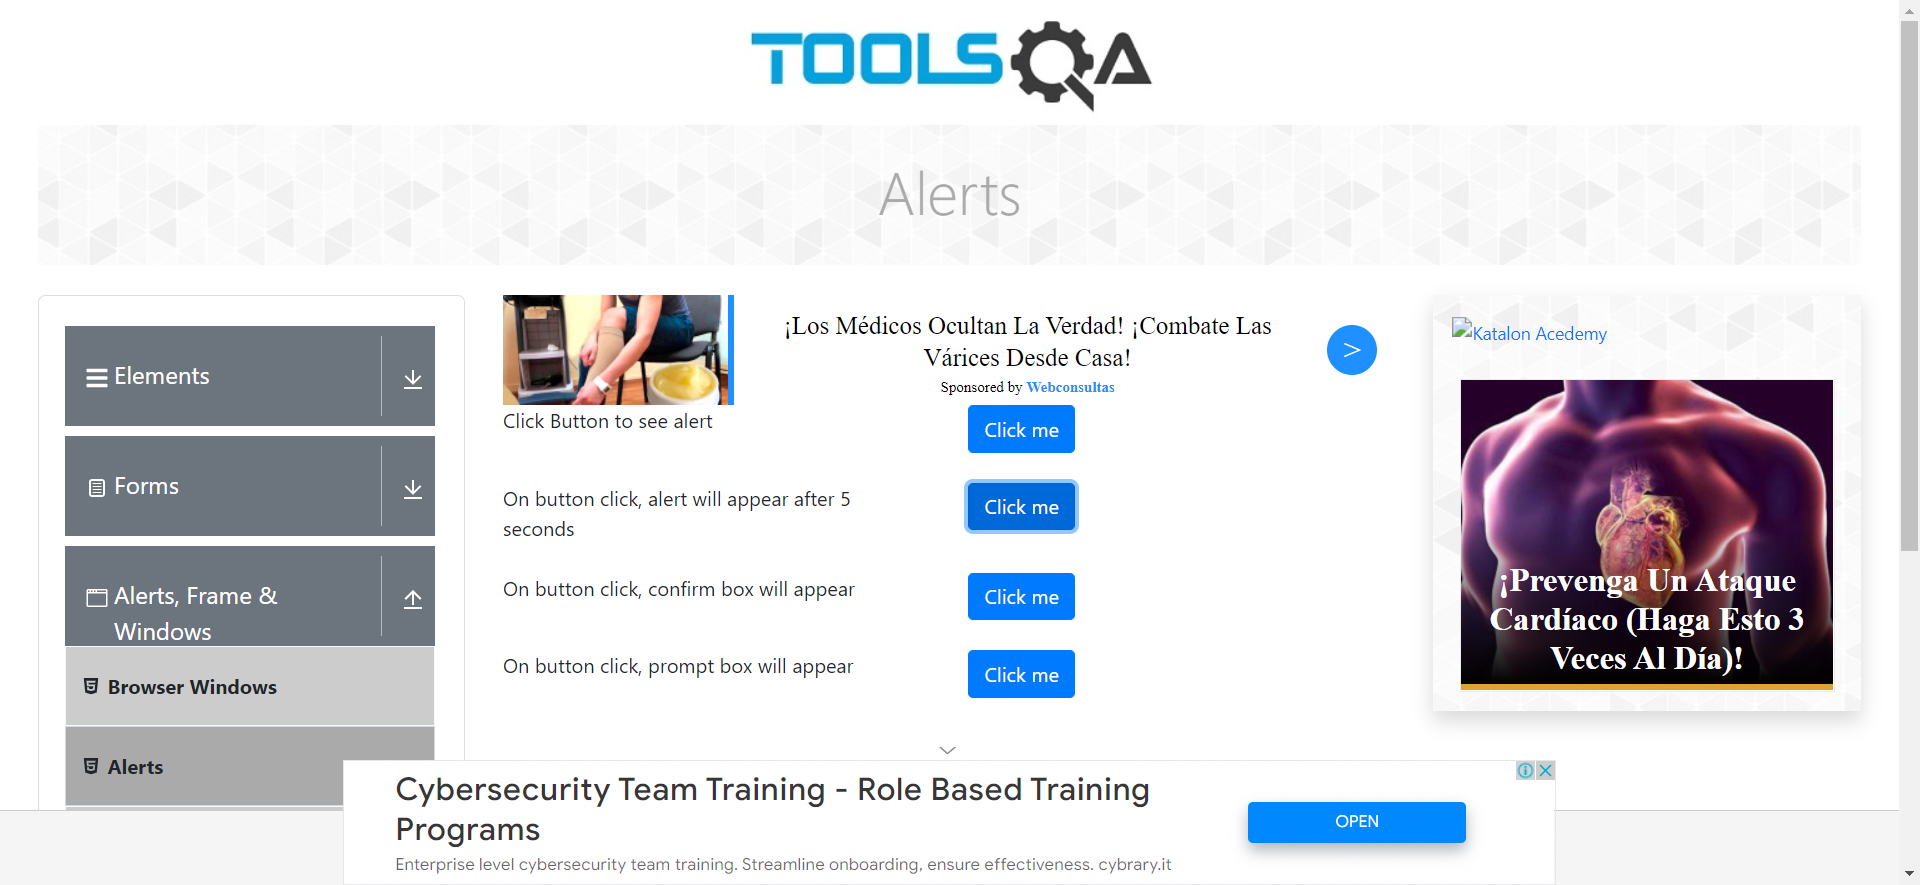 TOOLSQA
Alerts
Elements
Forms
Alerts, Frame &
Windows
Browser Windows
Alerts
¡Los Médicos Ocultan La Verdad! ¡Combate Las
Várices Desde Casa!
Sponsored by Webconsultas
>
Click Button to see alert
Click me
On button click, alert will appear after 5
seconds
Click me
On button click, confirm box will appear
Click me
On button click, prompt box will appear
Click me
Katalon Acedemy
¡Prevenga Un Ataque
Cardíaco (Haga Esto 3
Veces Al Día)!
Cybersecurity Team Training - Role Based Training
Programs
Enterprise level cybersecurity team training. Streamline onboarding, ensure effectiveness. cybrary.it
OPEN